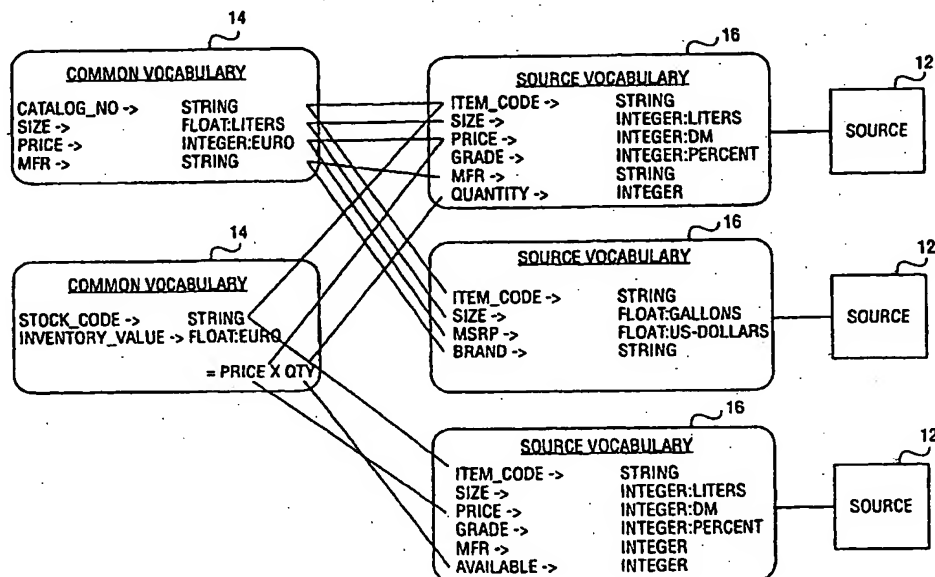 14
COMMON VOCABULARY
CATALOG_NO -> STRING
SIZE -> FLOAT:LITERS
PRICE -> INTEGER:EURO
MFR -> STRING
14
COMMON VOCABULARY
STOCK_CODE -> STRING
INVENTORY_VALUE -> FLOAT:EURO
= PRICE X QTY
16
SOURCE VOCABULARY
ITEM_CODE -> STRING
SIZE -> INTEGER:LITERS
PRICE -> INTEGER:DM
GRADE -> INTEGER:PERCENT
MFR -> STRING
QUANTITY -> INTEGER
12
SOURCE
16
SOURCE VOCABULARY
ITEM_CODE -> STRING
SIZE -> FLOAT:GALLONS
MSRP -> FLOAT:US-DOLLARS
BRAND -> STRING
12
SOURCE
16
SOURCE VOCABULARY
ITEM_CODE -> STRING
SIZE -> INTEGER:LITERS
PRICE -> INTEGER:DM
GRADE -> INTEGER:PERCENT
MFR -> INTEGER
AVAILABLE -> INTEGER
12
SOURCE